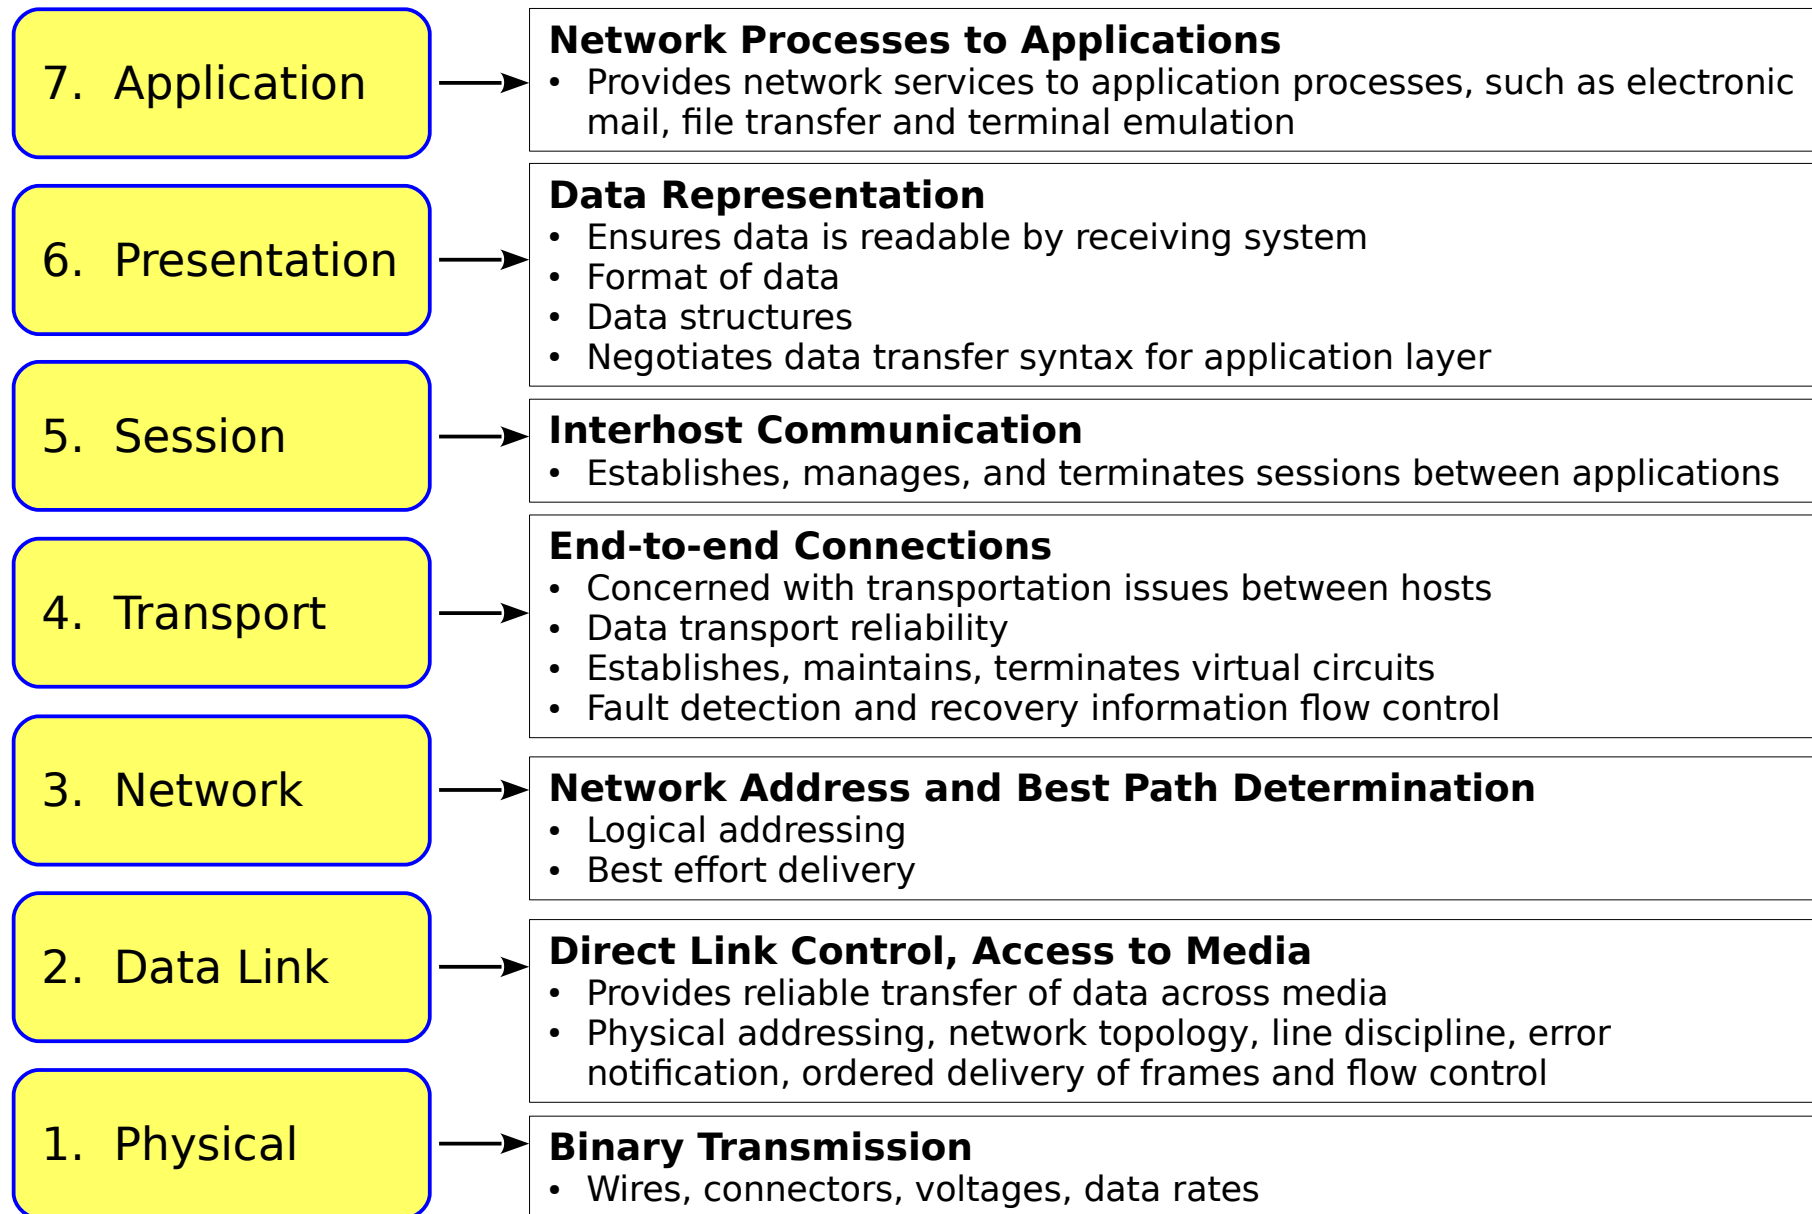 7. Application
Network Processes to Applications
• Provides network services to application processes, such as electronic
mail, file transfer and terminal emulation
6. Presentation
Data Representation
• Ensures data is readable by receiving system
• Format of data
• Data structures
• Negotiates data transfer syntax for application layer
5. Session
Interhost Communication
• Establishes, manages, and terminates sessions between applications
4. Transport
End-to-end Connections
• Concerned with transportation issues between hosts
• Data transport reliability
• Establishes, maintains, terminates virtual circuits
• Fault detection and recovery information flow control
3. Network
Network Address and Best Path Determination
• Logical addressing
• Best effort delivery
2. Data Link
Direct Link Control, Access to Media
• Provides reliable transfer of data across media
• Physical addressing, network topology, line discipline, error
notification, ordered delivery of frames and flow control
1. Physical
Binary Transmission
• Wires, connectors, voltages, data rates